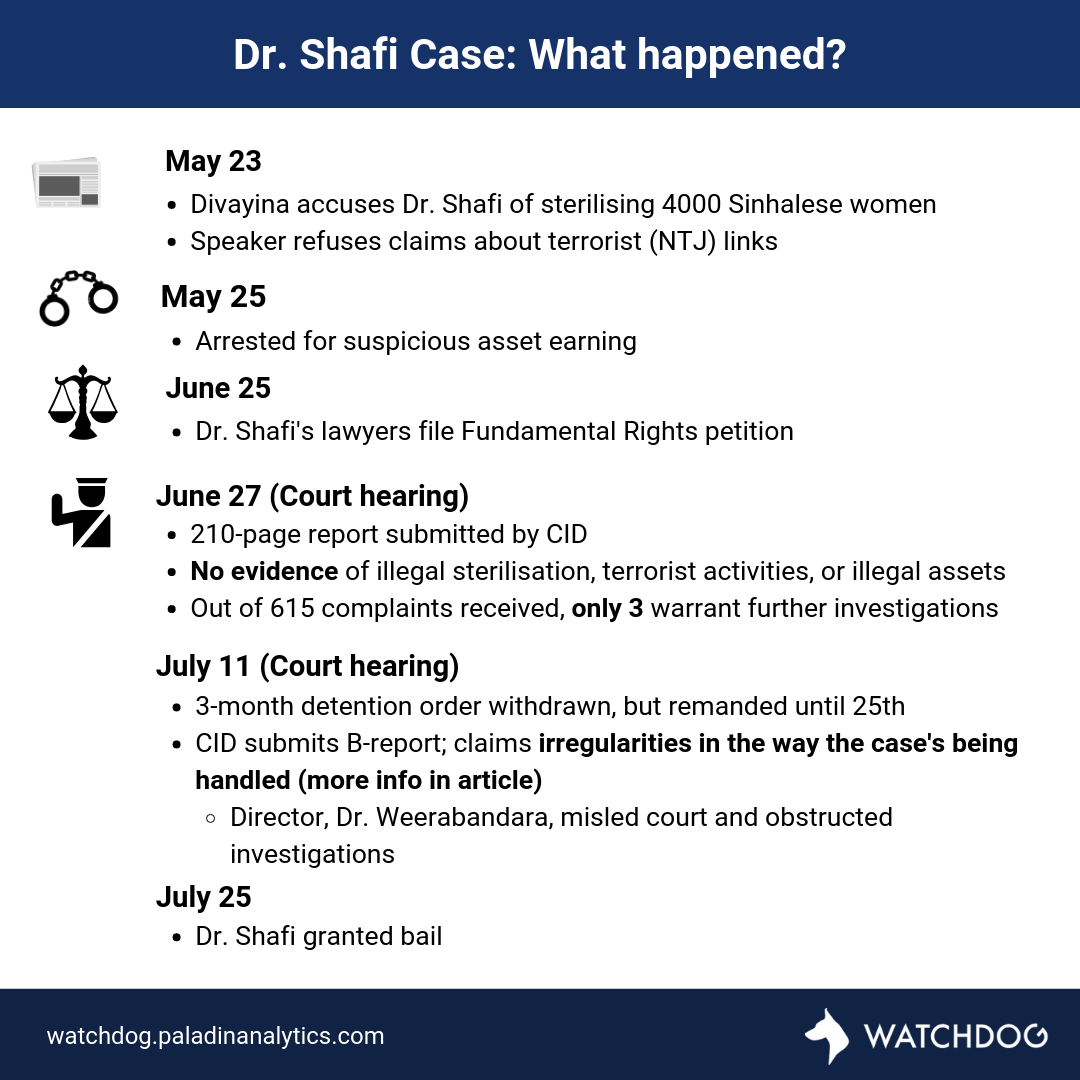 Dr. Shafi Case: What happened?
May 23
• Divayina accuses Dr. Shafi of sterilising 4000 Sinhalese women
• Speaker refuses claims about terrorist (NTJ) links
May 25
• Arrested for suspicious asset earning
June 25
• Dr. Shafi's lawyers file Fundamental Rights petition
June 27 (Court hearing)
• 210-page report submitted by CID
• No evidence of illegal sterilisation, terrorist activities, or illegal assets
• Out of 615 complaints received, only 3 warrant further investigations
July 11 (Court hearing)
• 3-month detention order withdrawn, but remanded until 25th
• CID submits B-report; claims irregularities in the way the case's being
handled (more info in article)
◦ Director, Dr. Weerabandara, misled court and obstructed
investigations
July 25
• Dr. Shafi granted bail
watchdog.paladinanalytics.com
WATCHDOG